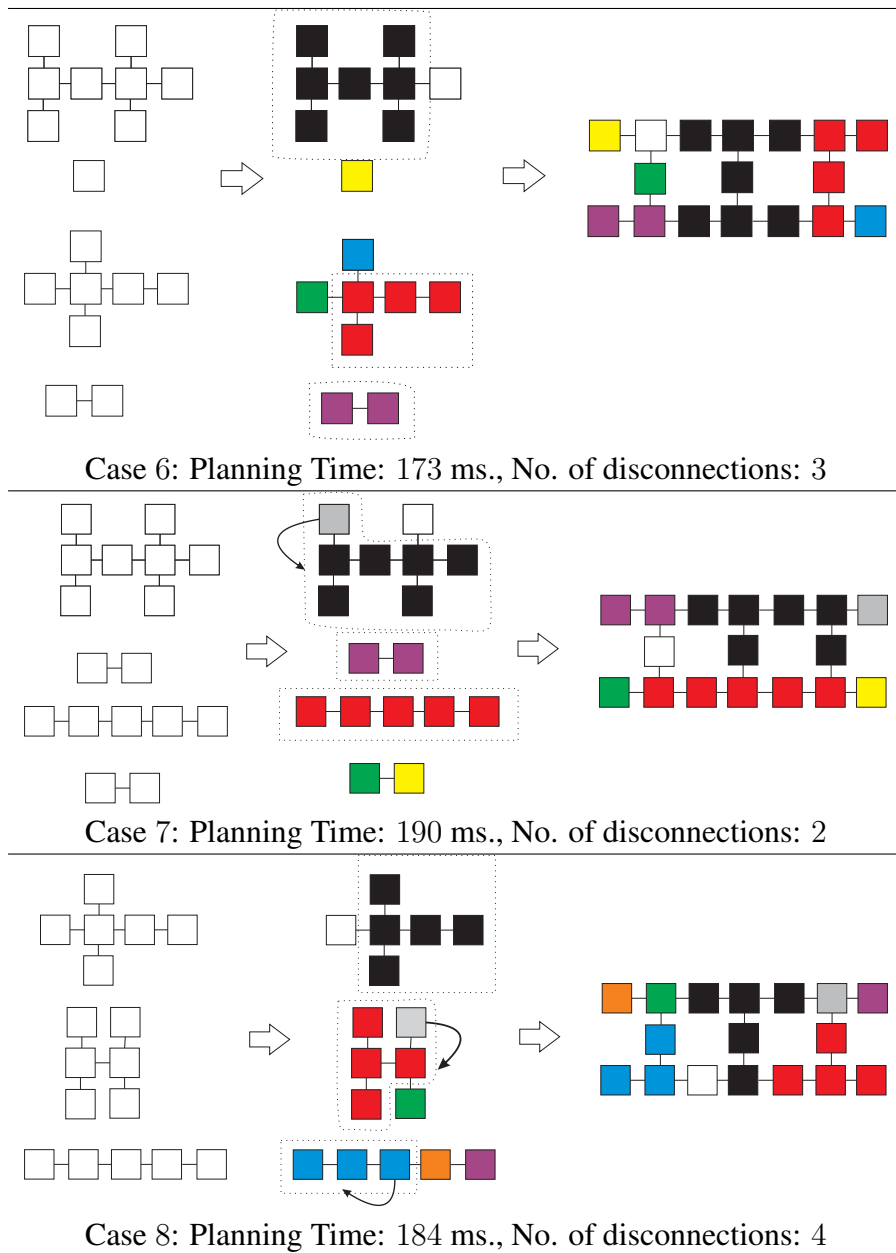 Case 6: Planning Time: 173 ms., No. of disconnections: 3
Case 7: Planning Time: 190 ms., No. of disconnections: 2
Case 8: Planning Time: 184 ms., No. of disconnections: 4